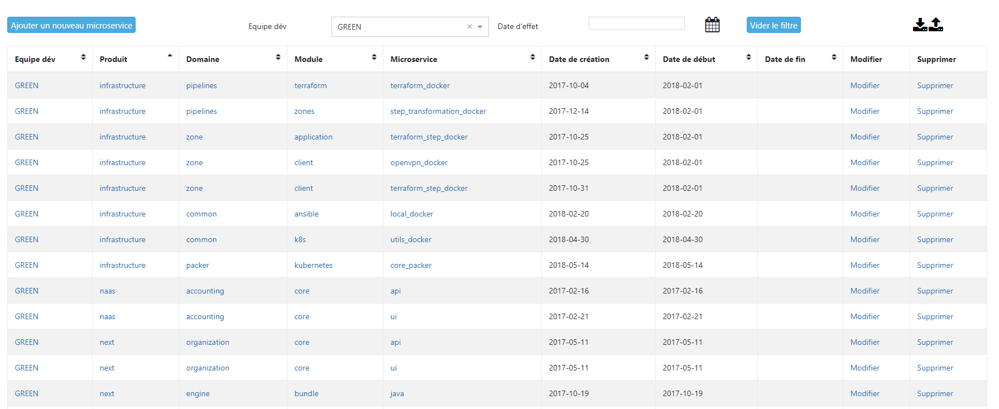 Ajouter un nouveau microservice Equipe dév GREEN × Date d'effet Vider le filtre
Equipe dév Produit Domaine Module Microservice Date de création Date de début Date de fin Modifier Supprimer
GREEN infrastructure pipelines terraform terraform_docker 2017-10-04 2018-02-01 Modifier Supprimer
GREEN infrastructure pipelines zones step_transformation_docker 2017-12-14 2018-02-01 Modifier Supprimer
GREEN infrastructure zone application terraform_step_docker 2017-10-25 2018-02-01 Modifier Supprimer
GREEN infrastructure zone client openvpn_docker 2017-10-25 2018-02-01 Modifier Supprimer
GREEN infrastructure zone client terraform_step_docker 2017-10-31 2018-02-01 Modifier Supprimer
GREEN infrastructure common ansible local_docker 2018-02-20 2018-02-20 Modifier Supprimer
GREEN infrastructure common k8s utils_docker 2018-04-30 2018-04-30 Modifier Supprimer
GREEN infrastructure packer kubernetes core_packer 2018-05-14 2018-05-14 Modifier Supprimer
GREEN naas accounting core api 2017-02-16 2017-02-16 Modifier Supprimer
GREEN naas accounting core ui 2017-02-21 2017-02-21 Modifier Supprimer
GREEN next organization core api 2017-05-11 2017-05-11 Modifier Supprimer
GREEN next organization core ui 2017-05-11 2017-05-11 Modifier Supprimer
GREEN next engine bundle java 2017-10-19 2017-10-19 Modifier Supprimer